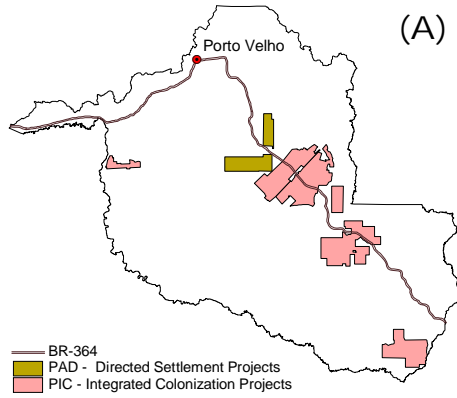 (A)
Porto Velho
BR-364
PAD - Directed Settlement Projects
PIC - Integrated Colonization Projects